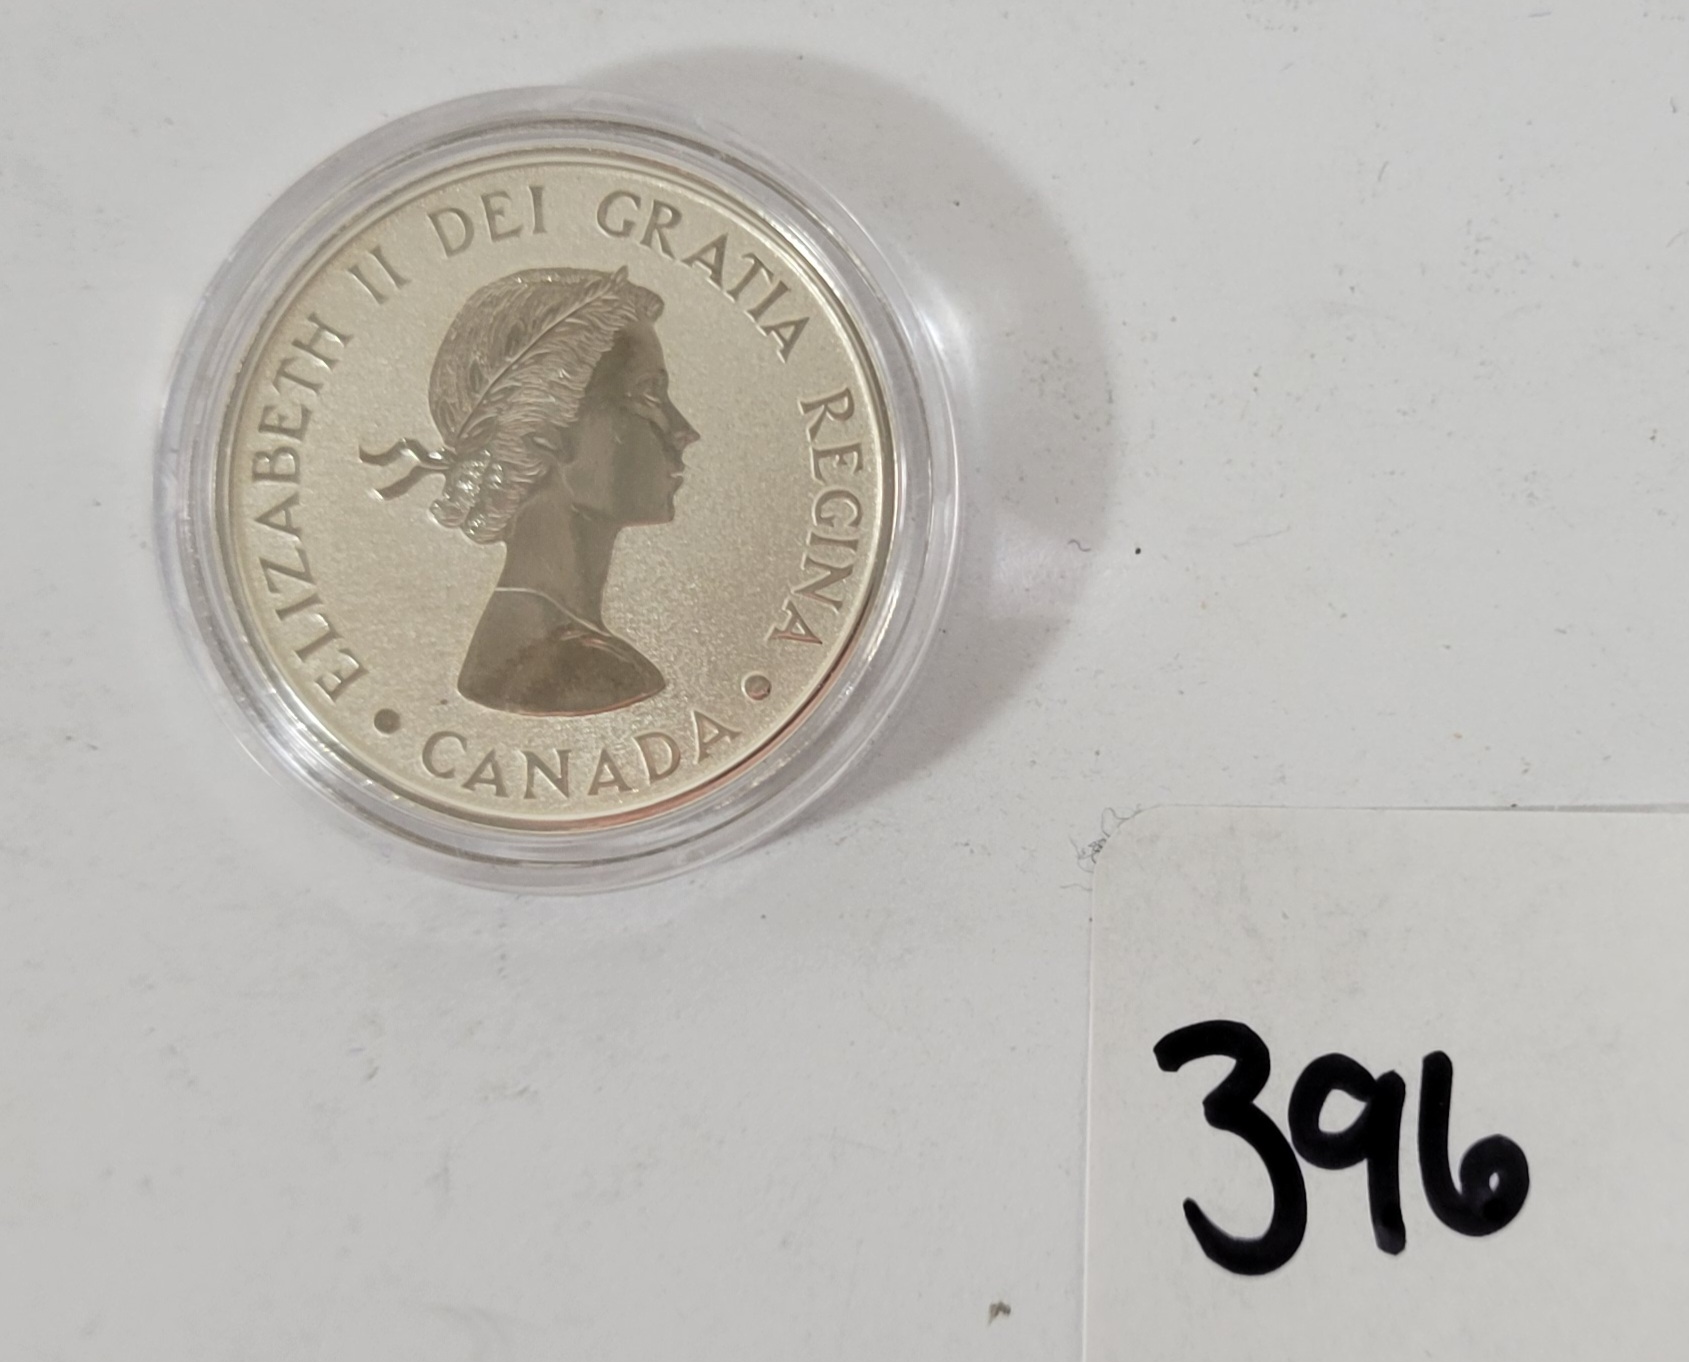 ELIZABETH II DEI GRATIA REGINA
• CANADA •
396